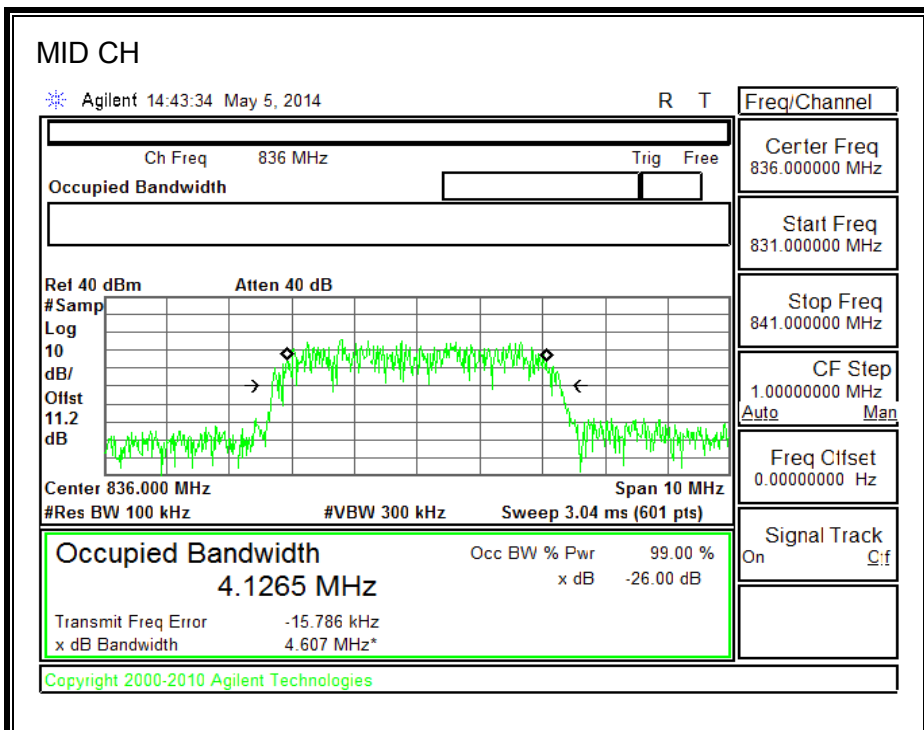 MID CH
Agilent 14:43:34 May 5, 2014 R T
Freq/Channel
Ch Freq 836 MHz Trig Free
Occupied Bandwidth
Center Freq
836.000000 MHz
Start Freq
831.000000 MHz
Stop Freq
841.000000 MHz
CF Step
1.00000000 MHz
Auto Man
Freq Offset
0.00000000 Hz
Signal Track
On Off
Ref 40 dBm Atten 40 dB
#Samp
Log
10
dB/
Offst
11.2
dB
Center 836.000 MHz Span 10 MHz
#Res BW 100 kHz #VBW 300 kHz Sweep 3.04 ms (601 pts)
Occupied Bandwidth
4.1265 MHz
Occ BW % Pwr 99.00 %
x dB -26.00 dB
Transmit Freq Error -15.786 kHz
x dB Bandwidth 4.607 MHz*
Copyright 2000-2010 Agilent Technologies